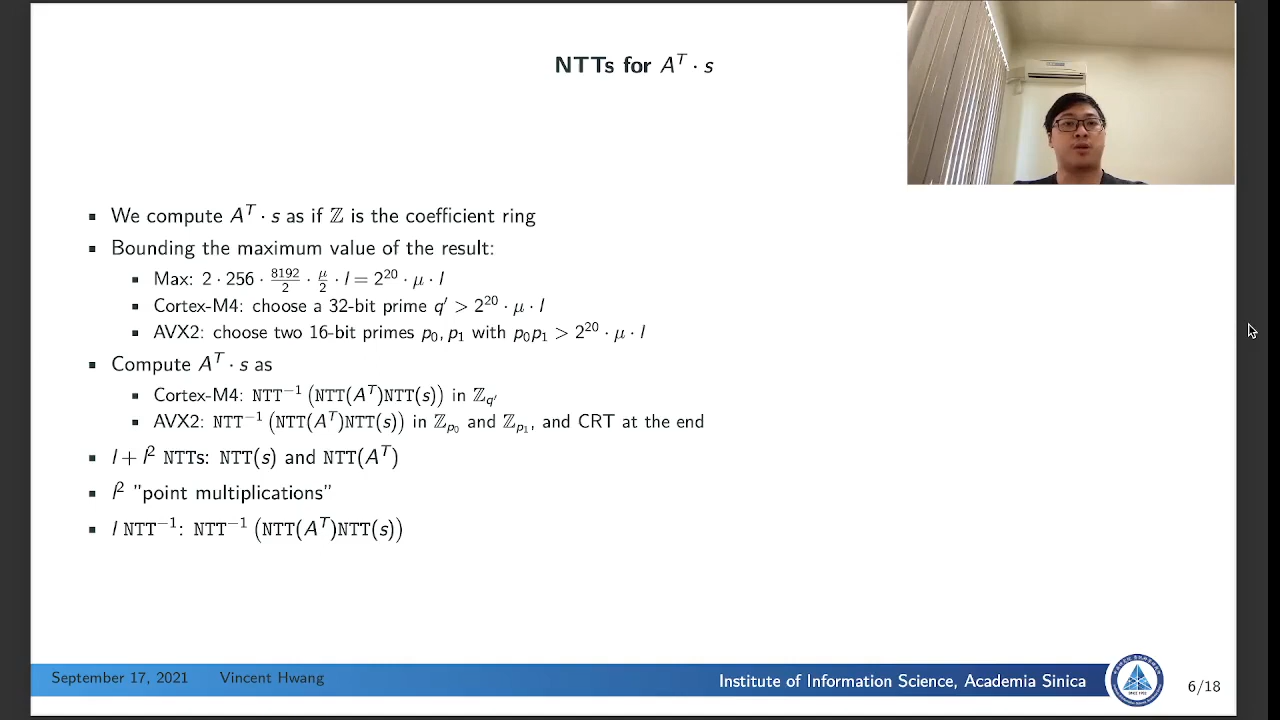 NTTs for Aᵀ · s
▪ We compute Aᵀ · s as if ℤ is the coefficient ring
▪ Bounding the maximum value of the result:
▪ Max: 2 · 256 · 8192/2 · μ/2 · l = 2²⁰ · μ · l
▪ Cortex-M4: choose a 32-bit prime q′ > 2²⁰ · μ · l
▪ AVX2: choose two 16-bit primes p₀, p₁ with p₀p₁ > 2²⁰ · μ · l
▪ Compute Aᵀ · s as
▪ Cortex-M4: NTT⁻¹ (NTT(Aᵀ)NTT(s)) in ℤ_q′
▪ AVX2: NTT⁻¹ (NTT(Aᵀ)NTT(s)) in ℤ_p₀ and ℤ_p₁, and CRT at the end
▪ l + l² NTTs: NTT(s) and NTT(Aᵀ)
▪ l² "point multiplications"
▪ l NTT⁻¹: NTT⁻¹ (NTT(Aᵀ)NTT(s))
September 17, 2021 Vincent Hwang Institute of Information Science, Academia Sinica 6/18